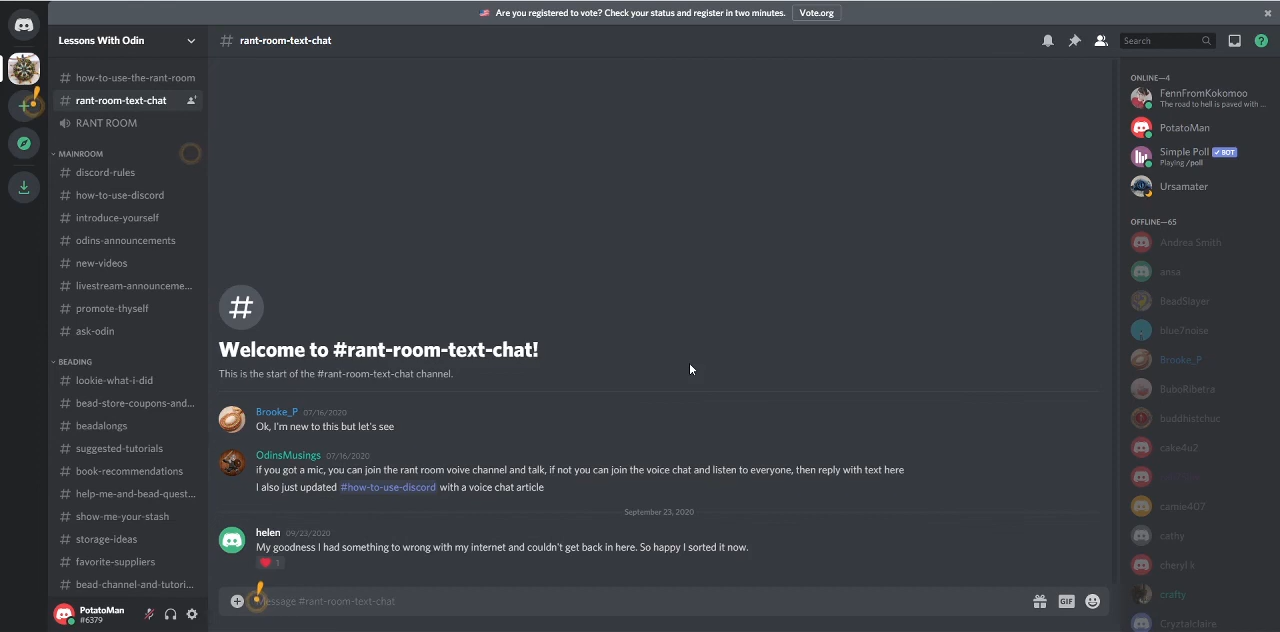 Are you registered to vote? Check your status and register in two minutes. Vote.org
Lessons With Odin
rant-room-text-chat
Search
how-to-use-the-rant-room
rant-room-text-chat
RANT ROOM
MAINROOM
discord-rules
how-to-use-discord
introduce-yourself
odins-announcements
new-videos
livestream-announceme...
promote-thyself
ask-odin
BEADING
lookie-what-i-did
bead-store-coupons-and...
beadalongs
suggested-tutorials
book-recommendations
help-me-and-bead-quest...
show-me-your-stash
storage-ideas
favorite-suppliers
bead-channel-and-tutori...
PotatoMan
#6379
Welcome to #rant-room-text-chat!
This is the start of the #rant-room-text-chat channel.
Brooke_P 07/16/2020
Ok, I'm new to this but let's see
OdinsMusings 07/16/2020
if you got a mic, you can join the rant room voive channel and talk, if not you can join the voice chat and listen to everyone, then reply with text here
I also just updated #how-to-use-discord with a voice chat article
September 23, 2020
helen 09/23/2020
My goodness I had something to wrong with my internet and couldn't get back in here. So happy I sorted it now.
1
Message #rant-room-text-chat
GIF
ONLINE—4
FennFromKokomoo
The road to hell is paved with ...
PotatoMan
Simple Poll BOT
Playing /poll
Ursamater
OFFLINE—65
Andrea Smith
ansa
BeadSlayer
blue7noise
Brooke_P
BuboRibetra
buddhistchuc
cake4u2
camie407
cathy
cheryl lr
crafty
Cryztalclaire